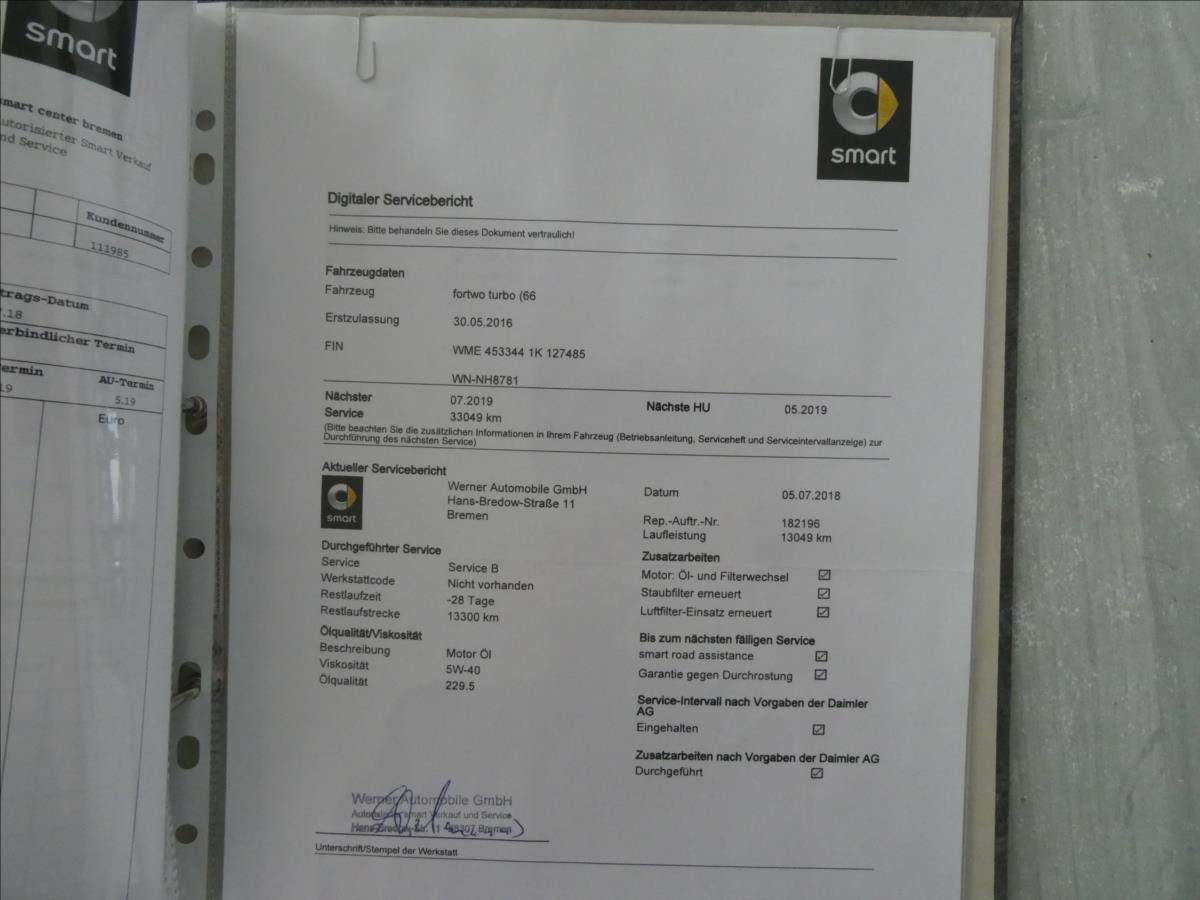 smart
smart center bremen
autorisierter Smart Verkauf
und Service
Kundennummer
111985
trags-Datum
.18
erbindlicher Termin
ermin
AU-Termin
19
5.19
Euro
smart
Digitaler Servicebericht
Hinweis: Bitte behandeln Sie dieses Dokument vertraulich!
Fahrzeugdaten
Fahrzeug fortwo turbo (66
Erstzulassung 30.05.2016
FIN WME 453344 1K 127485
WN-NH8781
Nächster Service 07.2019 33049 km
Nächste HU 05.2019
(Bitte beachten Sie die zusätzlichen Informationen in Ihrem Fahrzeug (Betriebsanleitung, Serviceheft und Serviceintervallanzeige) zur
Durchführung des nächsten Service)
Aktueller Servicebericht
smart
Werner Automobile GmbH
Hans-Bredow-Straße 11
Bremen
Datum 05.07.2018
Rep.-Auftr.-Nr. 182196
Laufleistung 13049 km
Durchgeführter Service
Service Service B
Werkstattcode Nicht vorhanden
Restlaufzeit -28 Tage
Restlaufstrecke 13300 km
Ölqualität/Viskosität
Beschreibung Motor Öl
Viskosität 5W-40
Ölqualität 229.5
Zusatzarbeiten
Motor: Öl- und Filterwechsel ☑
Staubfilter erneuert ☑
Luftfilter-Einsatz erneuert ☑
Bis zum nächsten fälligen Service
smart road assistance ☑
Garantie gegen Durchrostung ☑
Service-Intervall nach Vorgaben der Daimler
AG
Eingehalten ☑
Zusatzarbeiten nach Vorgaben der Daimler AG
Durchgeführt ☑
Werner Automobile GmbH
smart Verkauf und Service
Bremen
Unterschrift/Stempel der Werkstatt